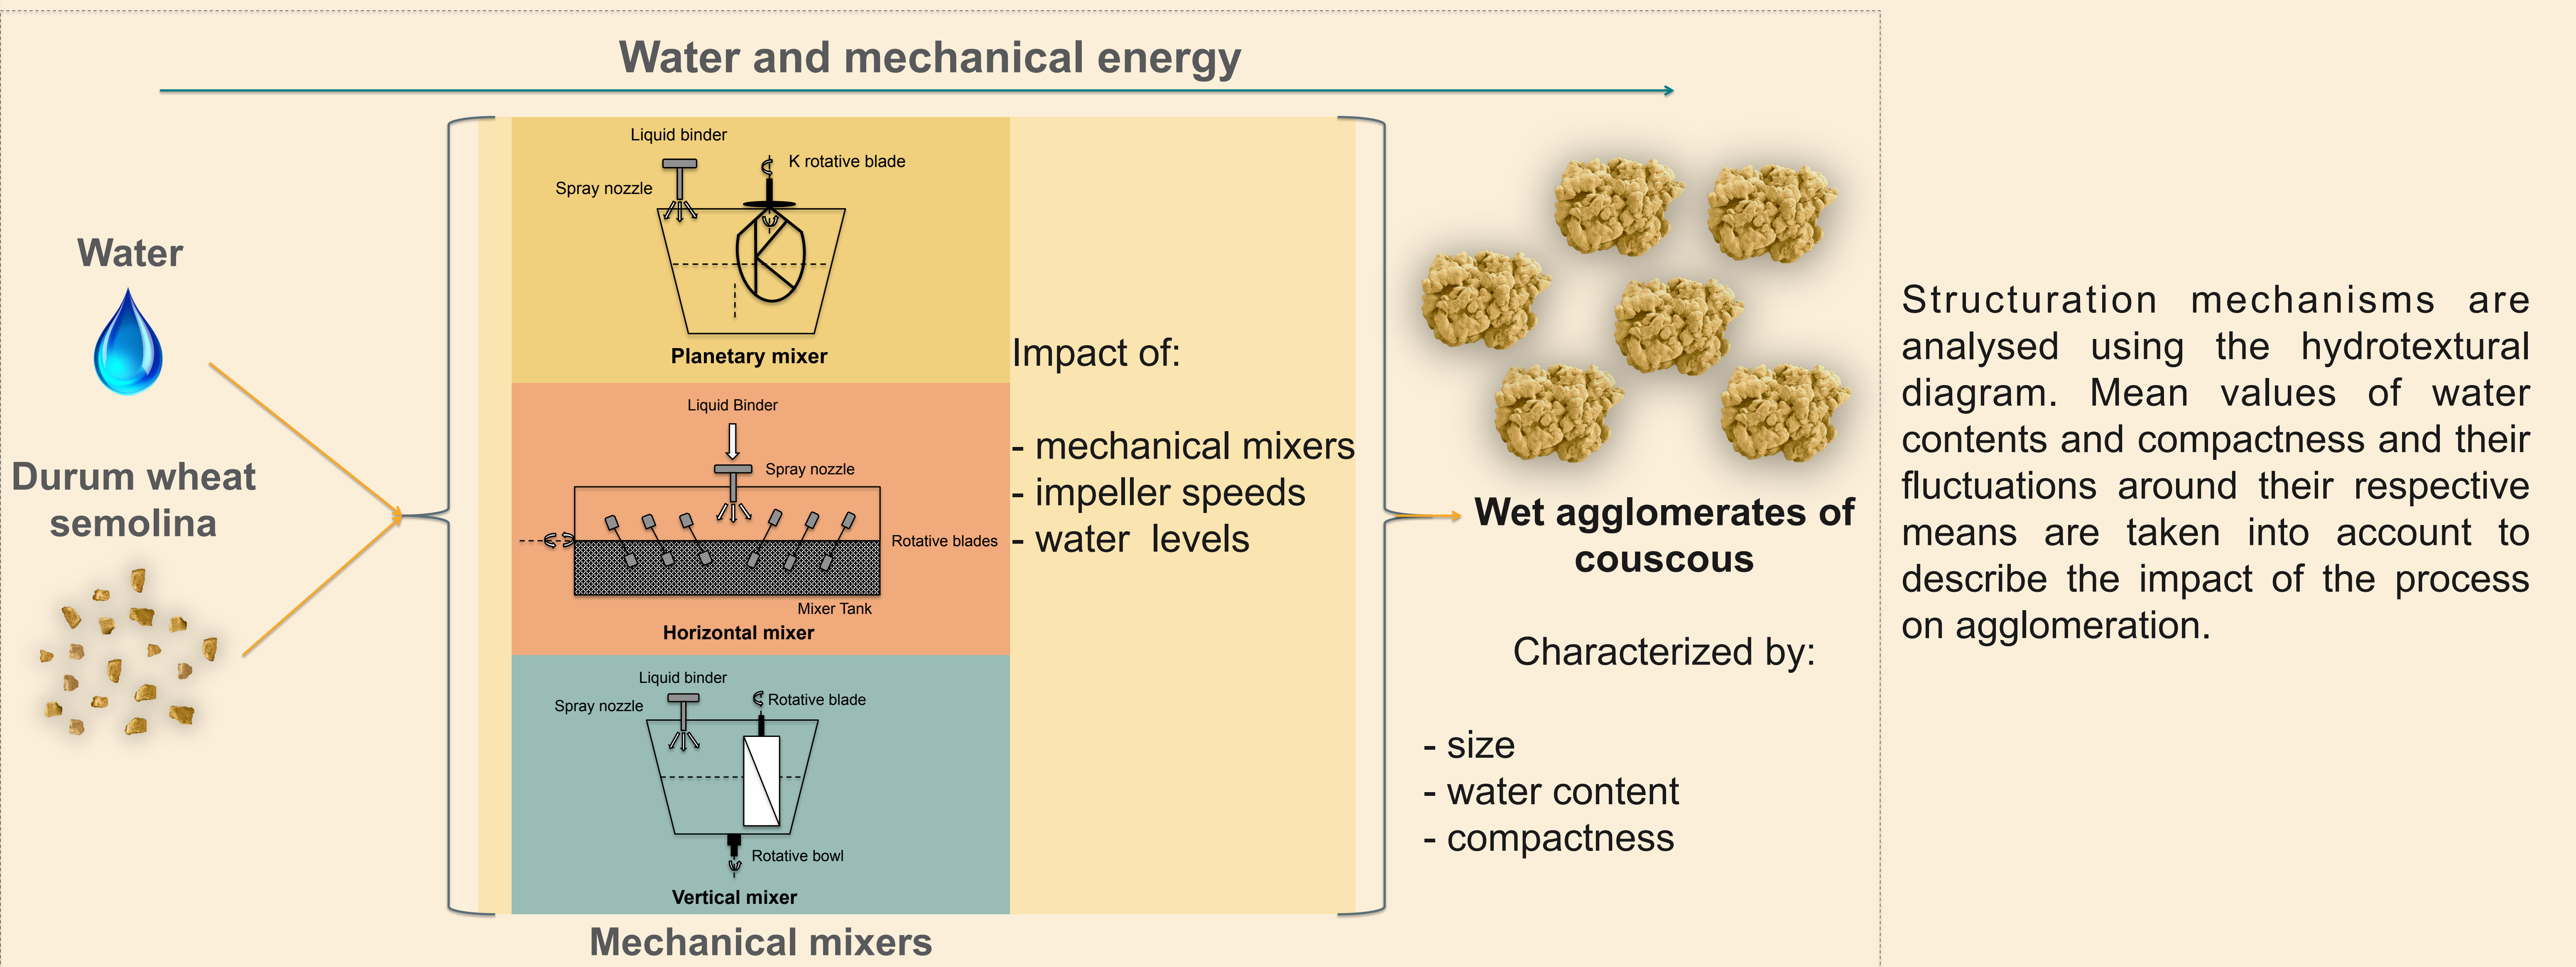 Water and mechanical energy
Water
Durum wheat
semolina
Liquid binder
K rotative blade
Spray nozzle
Planetary mixer
Liquid Binder
Spray nozzle
Rotative blades
Mixer Tank
Horizontal mixer
Liquid binder
Rotative blade
Spray nozzle
Rotative bowl
Vertical mixer
Mechanical mixers
Impact of:
- mechanical mixers
- impeller speeds
- water levels
Wet agglomerates of
couscous
Characterized by:
- size
- water content
- compactness
Structuration mechanisms are
analysed using the hydrotextural
diagram. Mean values of water
contents and compactness and their
fluctuations around their respective
means are taken into account to
describe the impact of the process
on agglomeration.